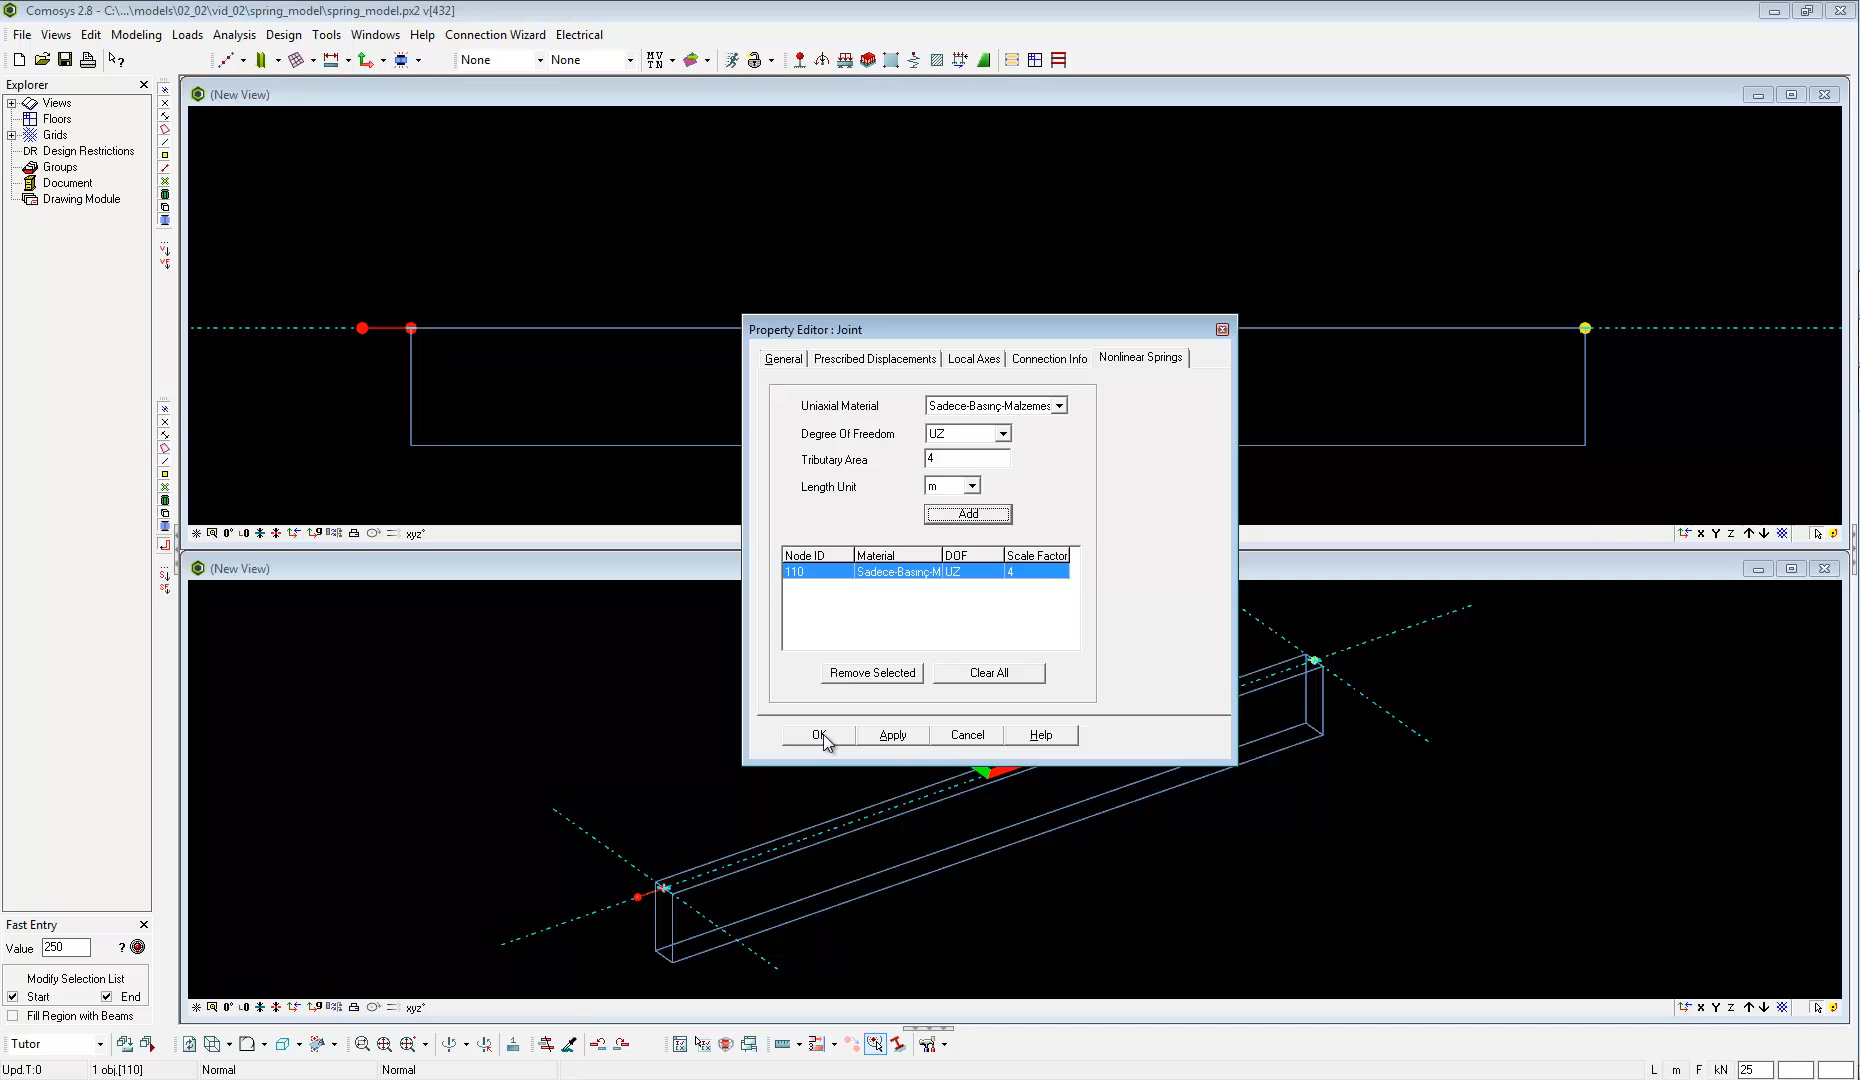 Comosys 2.8 - C:\...\models\02_02\vid_02\spring_model\spring_model.px2 v[432]
File Views Edit Modeling Loads Analysis Design Tools Windows Help Connection Wizard Electrical
None None
Explorer
Views
Floors
Grids
DR Design Restrictions
Groups
Document
Drawing Module
(New View)
Property Editor : Joint
General Prescribed Displacements Local Axes Connection Info Nonlinear Springs
Uniaxial Material Sadece-Basınç-Malzemes
Degree Of Freedom UZ
Tributary Area 4
Length Unit m
Add
Node ID Material DOF Scale Factor
110 Sadece-Basınç-M UZ 4
Remove Selected Clear All
OK Apply Cancel Help
X Y Z
(New View)
X Y Z
Fast Entry
Value 250 ?
Modify Selection List
Start End
Fill Region with Beams
Tutor
Upd.T:0 1 obj.[110] Normal Normal L m F kN 25